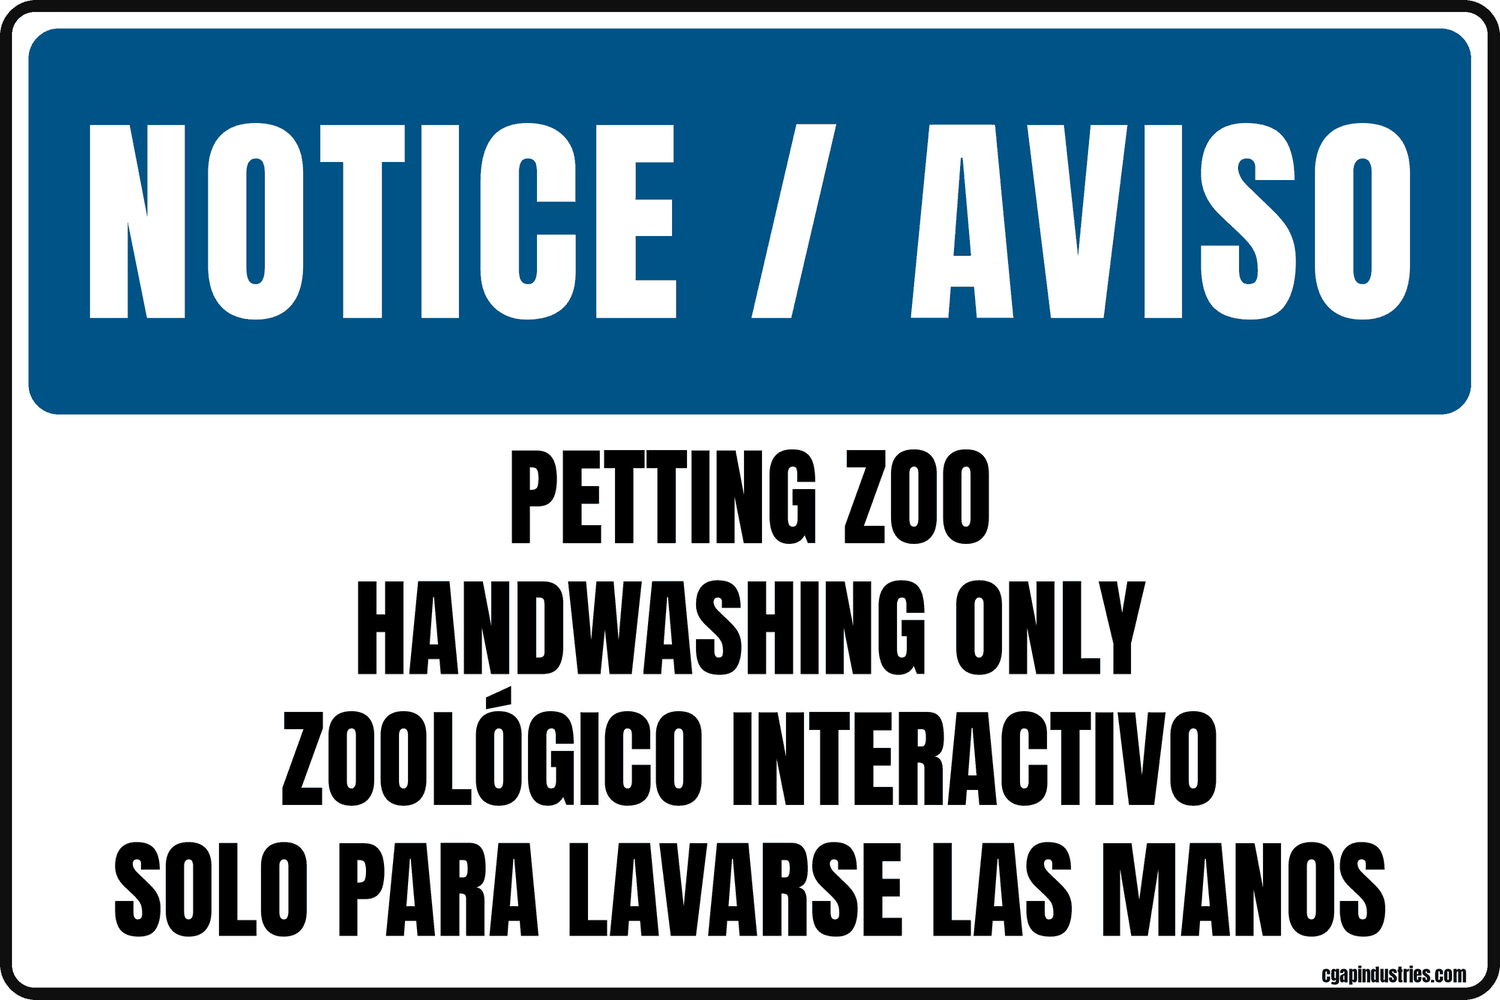 NOTICE / AVISO
PETTING ZOO
HANDWASHING ONLY
ZOOLÓGICO INTERACTIVO
SOLO PARA LAVARSE LAS MANOS
cgapindustries.com